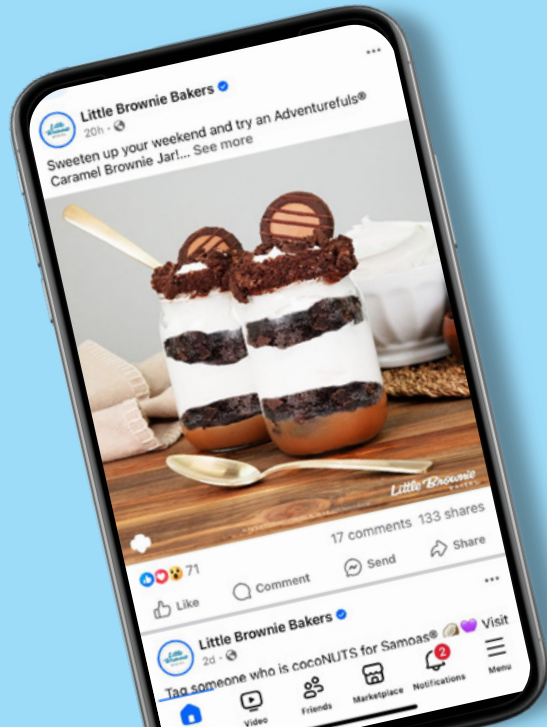 Little Brownie Bakers
20h ·
Sweeten up your weekend and try an Adventurefuls®
Caramel Brownie Jar!... See more
Little Brownie
BAKERS
71
17 comments 133 shares
Like
Comment
Send
Share
Little Brownie Bakers
2d ·
Tag someone who is cocoNUTS for Samoas® 🥥💜 Visit
2
Video
Friends
Marketplace
Notifications
Menu